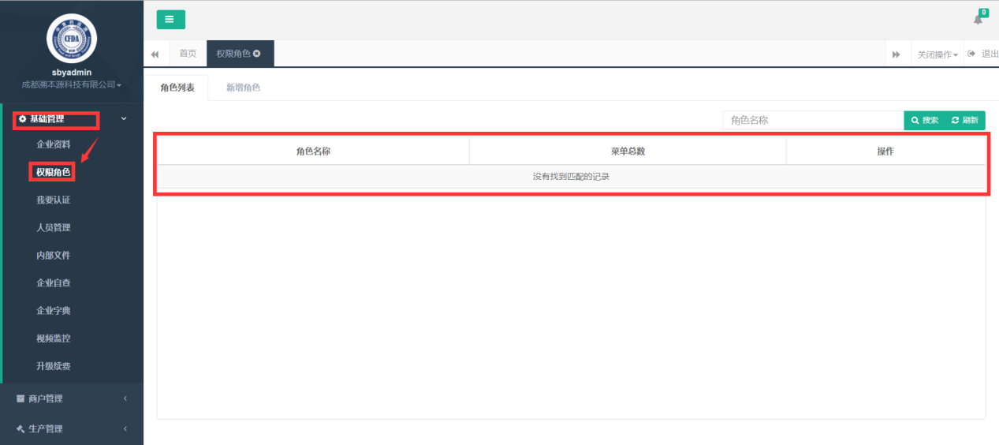 CFDA
sbyadmin
成都溯本源科技有限公司
基础管理
企业资料
权限角色
我要认证
人员管理
内部文件
企业自查
企业字典
视频监控
升级续费
商户管理
生产管理
0
首页 权限角色 关闭操作 退出
角色列表 新增角色
角色名称 搜索 刷新
角色名称 菜单总数 操作
没有找到匹配的记录